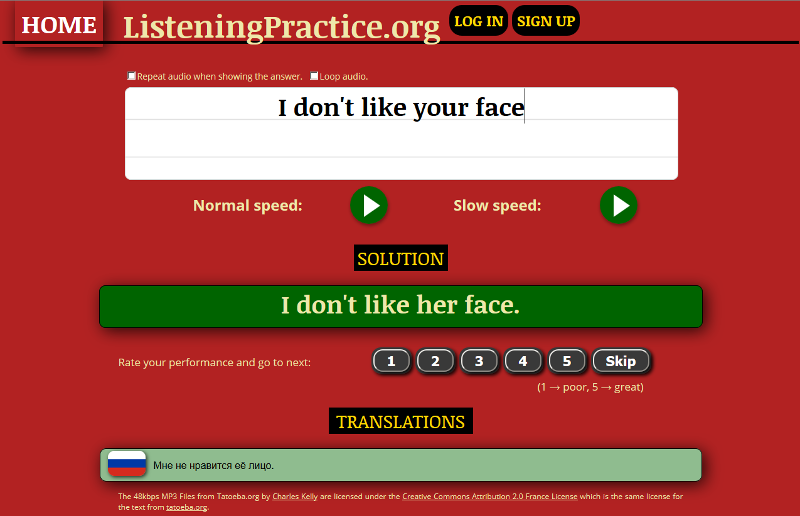 HOME
ListeningPractice.org
LOG IN
SIGN UP
Repeat audio when showing the answer. Loop audio.
I don't like your face
Normal speed:
Slow speed:
SOLUTION
I don't like her face.
Rate your performance and go to next:
1 2 3 4 5 Skip
(1 → poor, 5 → great)
TRANSLATIONS
Мне не нравится её лицо.
The 48kbps MP3 Files from Tatoeba.org by Charles Kelly are licensed under the Creative Commons Attribution 2.0 France License which is the same license for
the text from tatoeba.org.